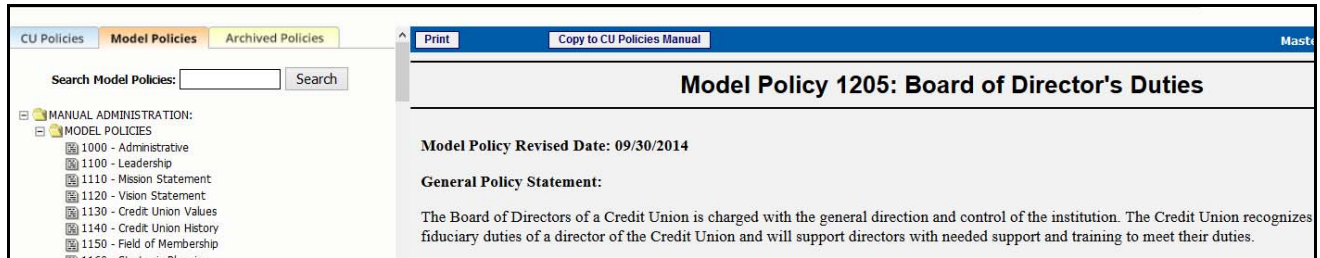 CU Policies Model Policies Archived Policies
Search Model Policies: Search
MANUAL ADMINISTRATION:
MODEL POLICIES
1000 - Administrative
1100 - Leadership
1110 - Mission Statement
1120 - Vision Statement
1130 - Credit Union Values
1140 - Credit Union History
1150 - Field of Membership
Print Copy to CU Policies Manual
Model Policy 1205: Board of Director's Duties
Model Policy Revised Date: 09/30/2014
General Policy Statement:
The Board of Directors of a Credit Union is charged with the general direction and control of the institution. The Credit Union recognizes
fiduciary duties of a director of the Credit Union and will support directors with needed support and training to meet their duties.